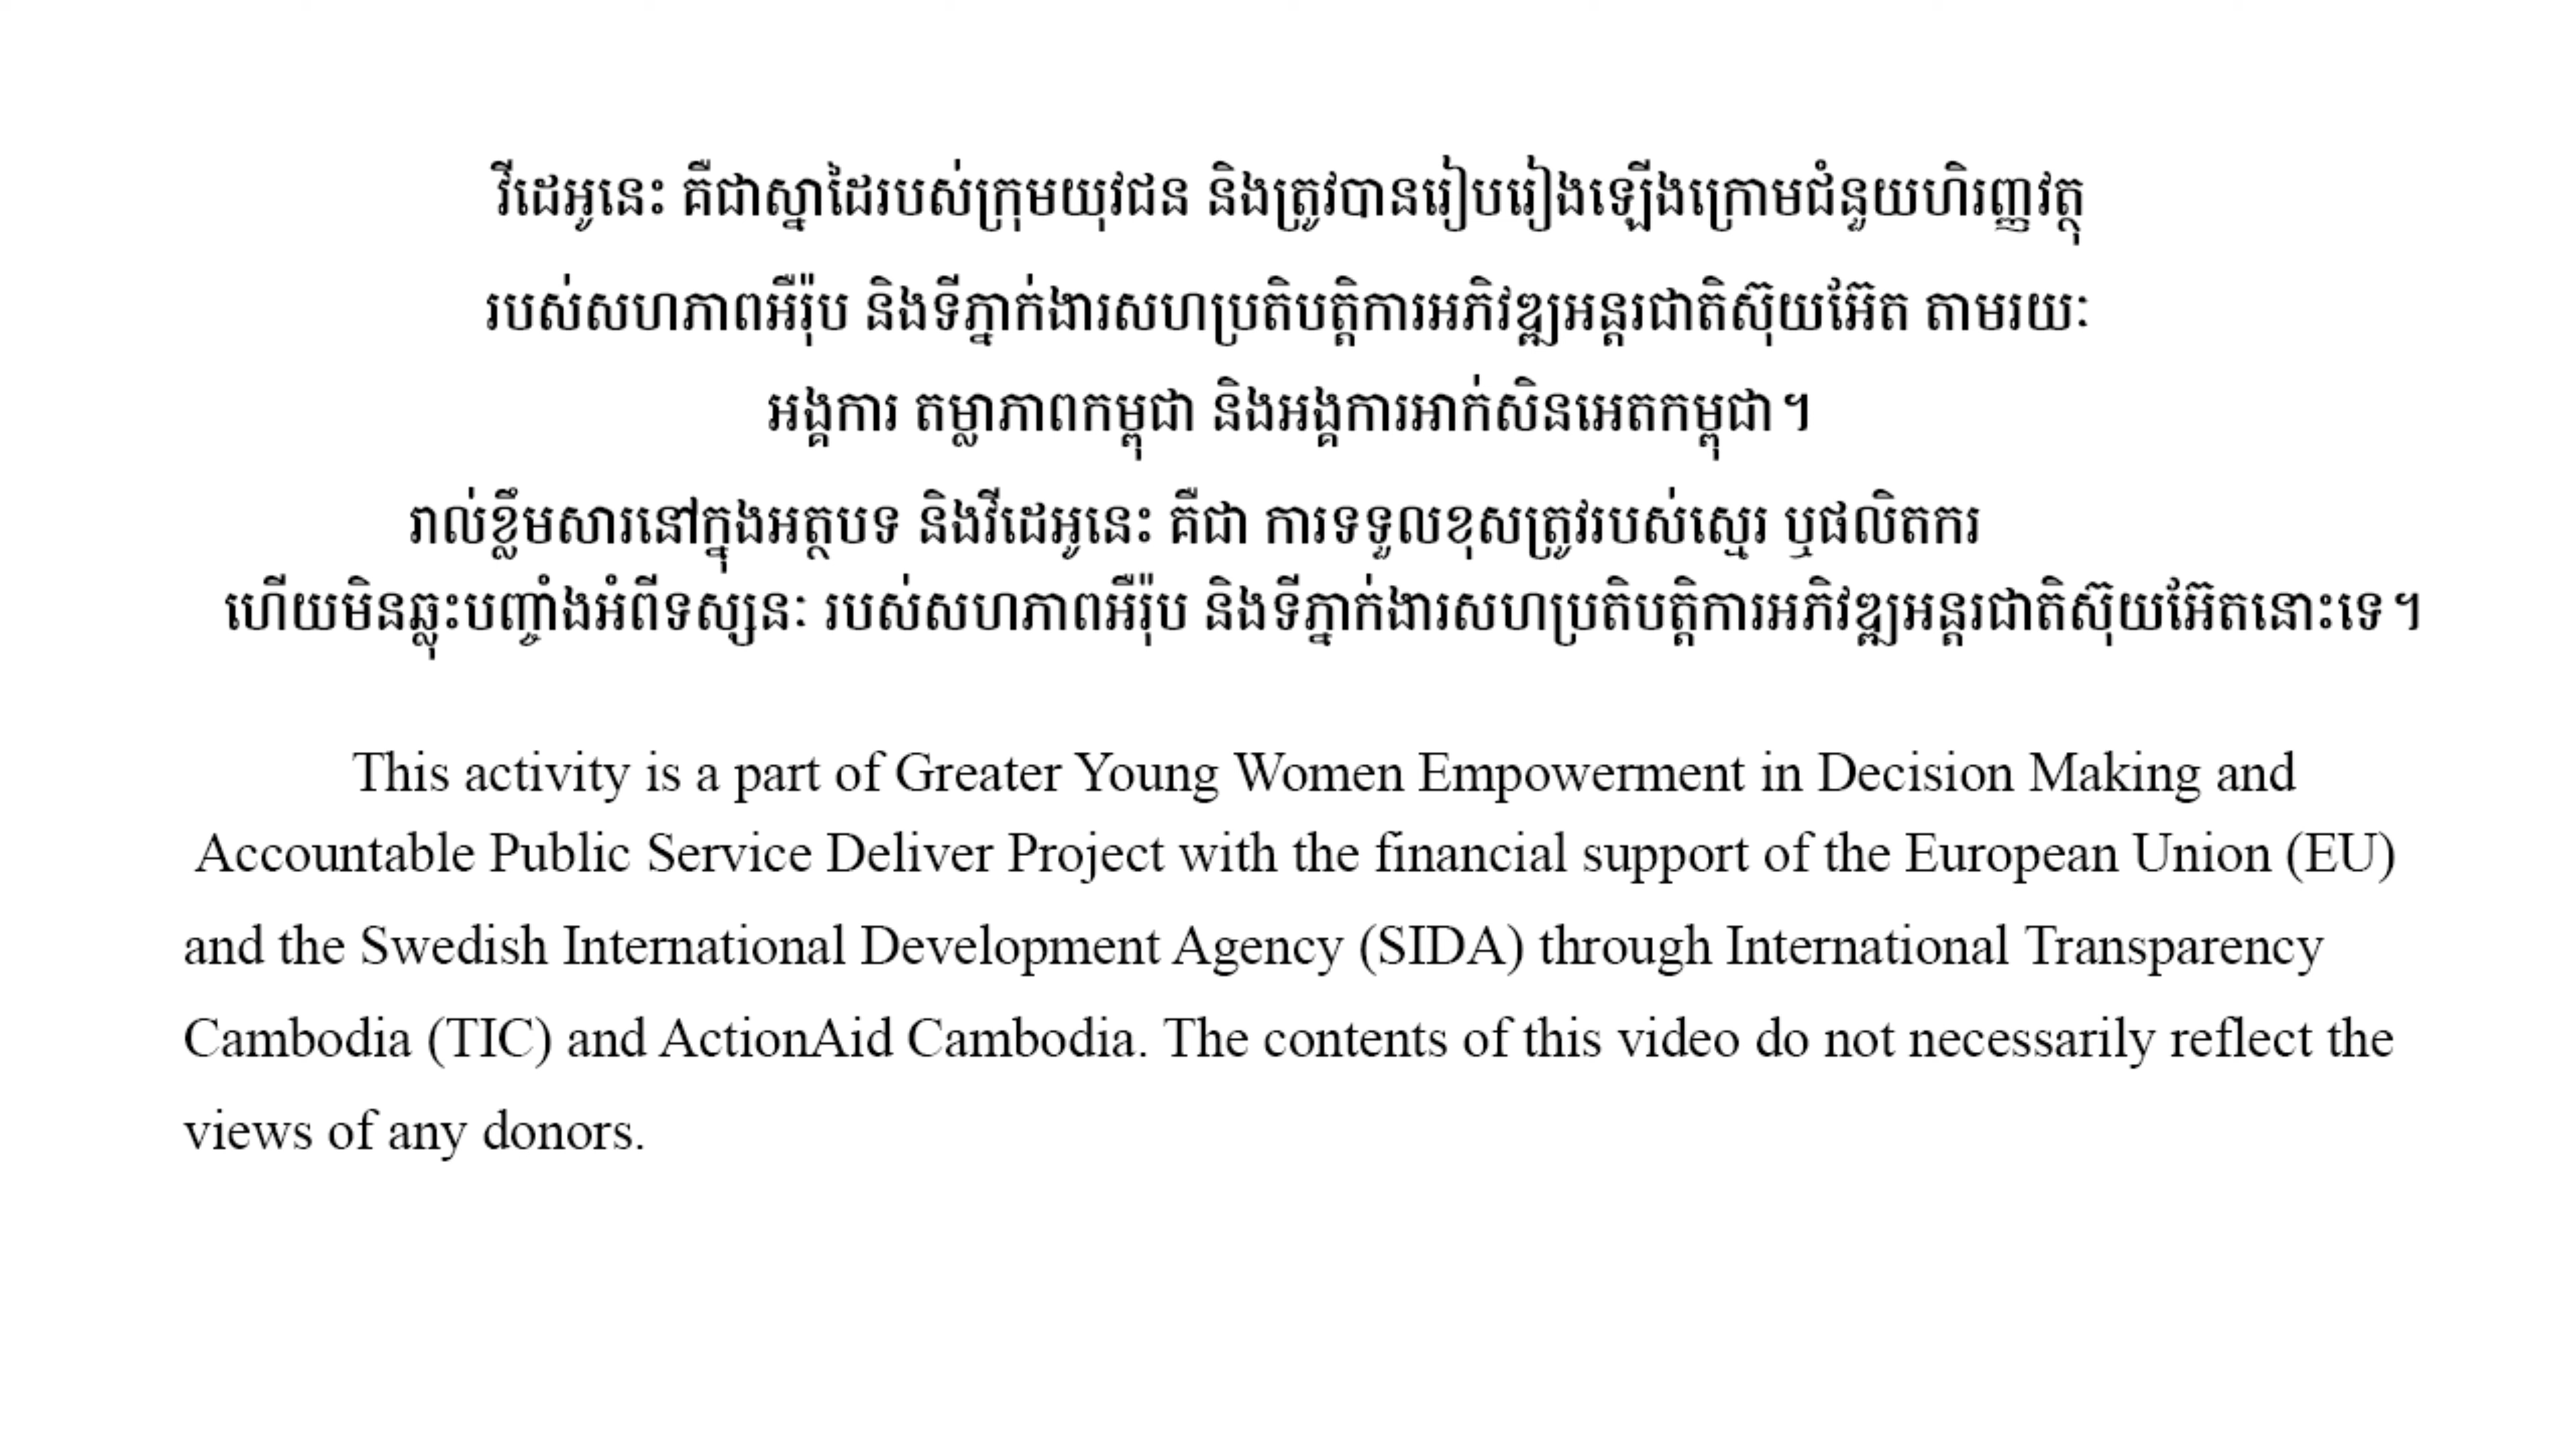 វីដេអូនេះ គឺជាស្នាដៃរបស់ក្រុមយុវជន និងត្រូវបានរៀបរៀងឡើងក្រោមជំនួយហិរញ្ញវត្ថុ
របស់សហភាពអឺរ៉ុប និងទីភ្នាក់ងារសហប្រតិបត្តិការអភិវឌ្ឍអន្តរជាតិស៊ុយអ៊ែត តាមរយៈ
អង្គការ តម្លាភាពកម្ពុជា និងអង្គការអាក់សិនអេតកម្ពុជា។
រាល់ខ្លឹមសារនៅក្នុងអត្ថបទ និងវីដេអូនេះ គឺជា ការទទួលខុសត្រូវរបស់ស្មេរ ឬផលិតករ
ហើយមិនឆ្លុះបញ្ចាំងអំពីទស្សនៈ របស់សហភាពអឺរ៉ុប និងទីភ្នាក់ងារសហប្រតិបត្តិការអភិវឌ្ឍអន្តរជាតិស៊ុយអ៊ែតនោះទេ។
This activity is a part of Greater Young Women Empowerment in Decision Making and
Accountable Public Service Deliver Project with the financial support of the European Union (EU)
and the Swedish International Development Agency (SIDA) through International Transparency
Cambodia (TIC) and ActionAid Cambodia. The contents of this video do not necessarily reflect the
views of any donors.